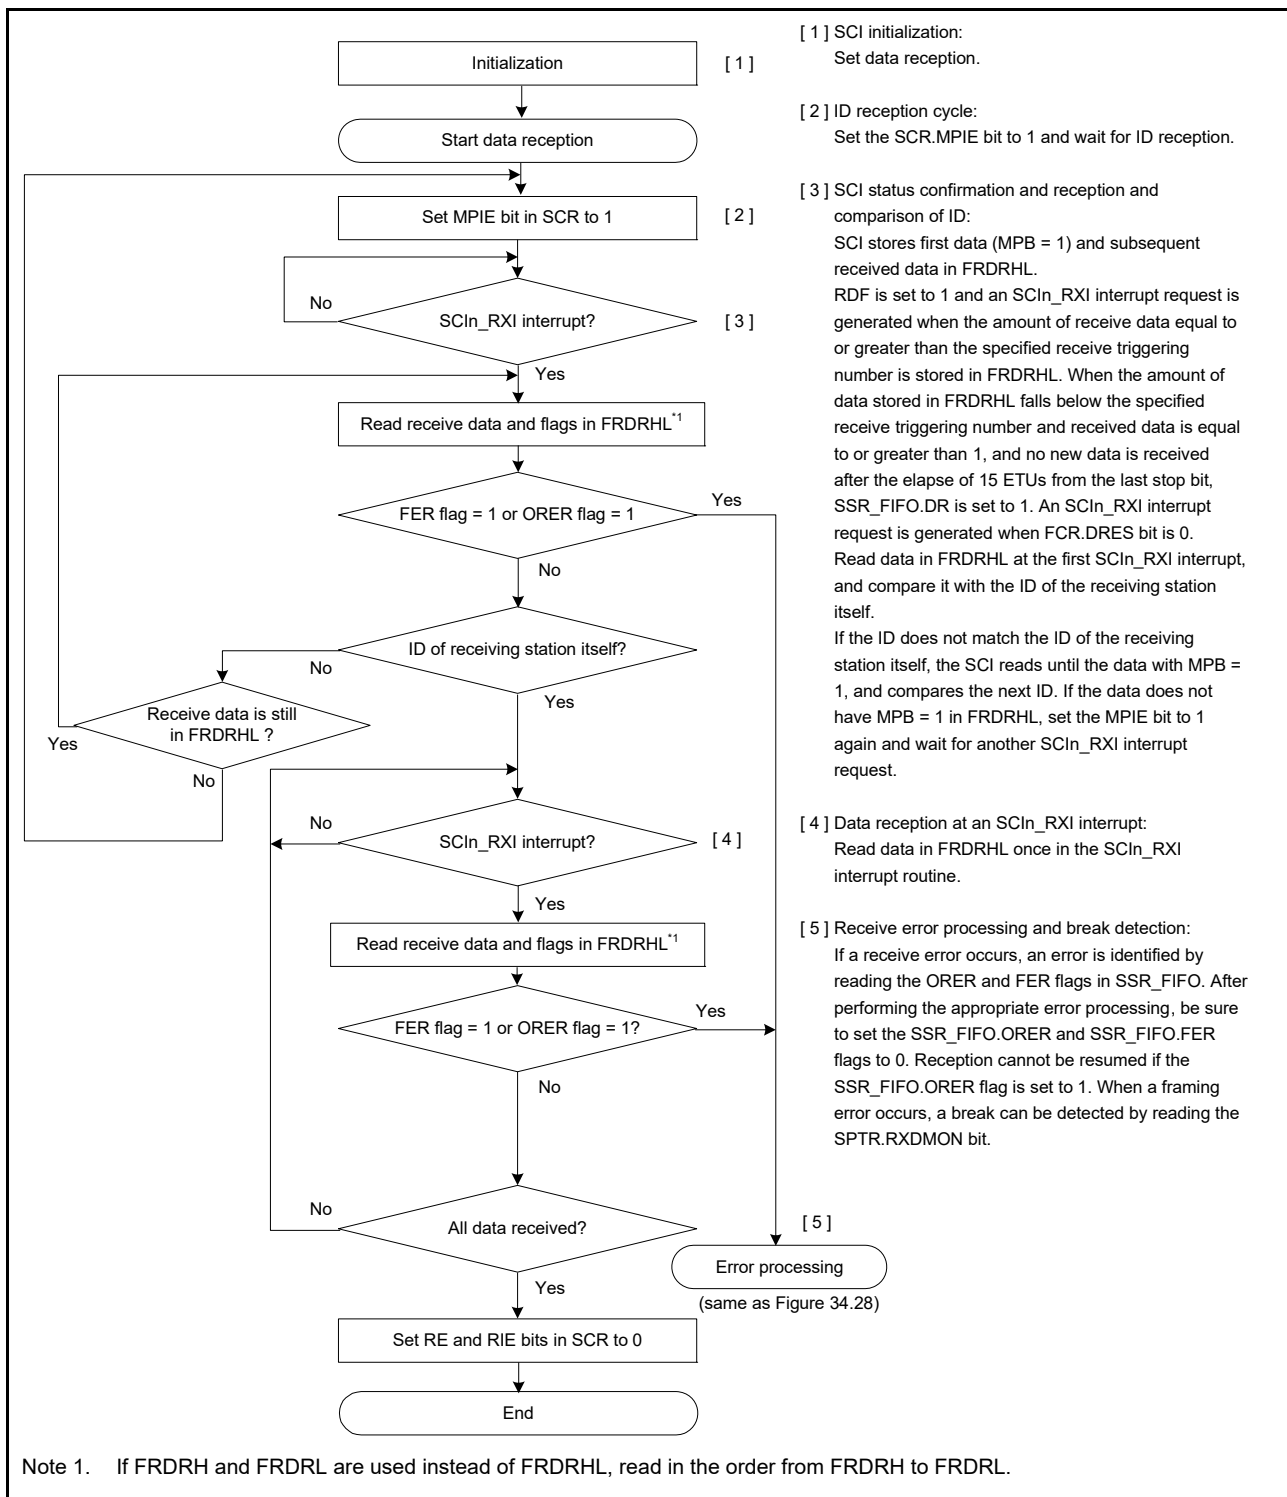 Initialization
[ 1 ]
Start data reception
Set MPIE bit in SCR to 1
[ 2 ]
No
SCIn_RXI interrupt?
[ 3 ]
Yes
Read receive data and flags in FRDRHL*1
FER flag = 1 or ORER flag = 1
Yes
No
ID of receiving station itself?
No
Yes
Receive data is still
in FRDRHL ?
Yes
No
No
SCIn_RXI interrupt?
[ 4 ]
Yes
Read receive data and flags in FRDRHL*1
FER flag = 1 or ORER flag = 1?
Yes
No
No
All data received?
[ 5 ]
Error processing
(same as Figure 34.28)
Yes
Set RE and RIE bits in SCR to 0
End
[ 1 ] SCI initialization:
Set data reception.
[ 2 ] ID reception cycle:
Set the SCR.MPIE bit to 1 and wait for ID reception.
[ 3 ] SCI status confirmation and reception and
comparison of ID:
SCI stores first data (MPB = 1) and subsequent
received data in FRDRHL.
RDF is set to 1 and an SCIn_RXI interrupt request is
generated when the amount of receive data equal to
or greater than the specified receive triggering
number is stored in FRDRHL. When the amount of
data stored in FRDRHL falls below the specified
receive triggering number and received data is equal
to or greater than 1, and no new data is received
after the elapse of 15 ETUs from the last stop bit,
SSR_FIFO.DR is set to 1. An SCIn_RXI interrupt
request is generated when FCR.DRES bit is 0.
Read data in FRDRHL at the first SCIn_RXI interrupt,
and compare it with the ID of the receiving station
itself.
If the ID does not match the ID of the receiving
station itself, the SCI reads until the data with MPB =
1, and compares the next ID. If the data does not
have MPB = 1 in FRDRHL, set the MPIE bit to 1
again and wait for another SCIn_RXI interrupt
request.
[ 4 ] Data reception at an SCIn_RXI interrupt:
Read data in FRDRHL once in the SCIn_RXI
interrupt routine.
[ 5 ] Receive error processing and break detection:
If a receive error occurs, an error is identified by
reading the ORER and FER flags in SSR_FIFO. After
performing the appropriate error processing, be sure
to set the SSR_FIFO.ORER and SSR_FIFO.FER
flags to 0. Reception cannot be resumed if the
SSR_FIFO.ORER flag is set to 1. When a framing
error occurs, a break can be detected by reading the
SPTR.RXDMON bit.
Note 1. If FRDRH and FRDRL are used instead of FRDRHL, read in the order from FRDRH to FRDRL.